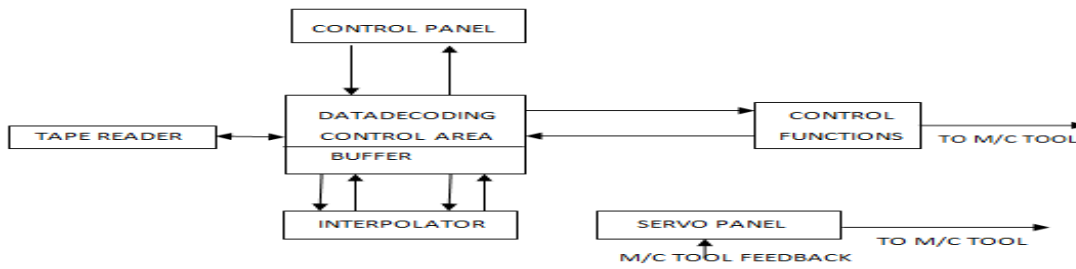 CONTROL PANEL
DATADECODING
CONTROL AREA
BUFFER
TAPE READER
CONTROL
FUNCTIONS
TO M/C TOOL
INTERPOLATOR
SERVO PANEL
TO M/C TOOL
M/C TOOL FEEDBACK